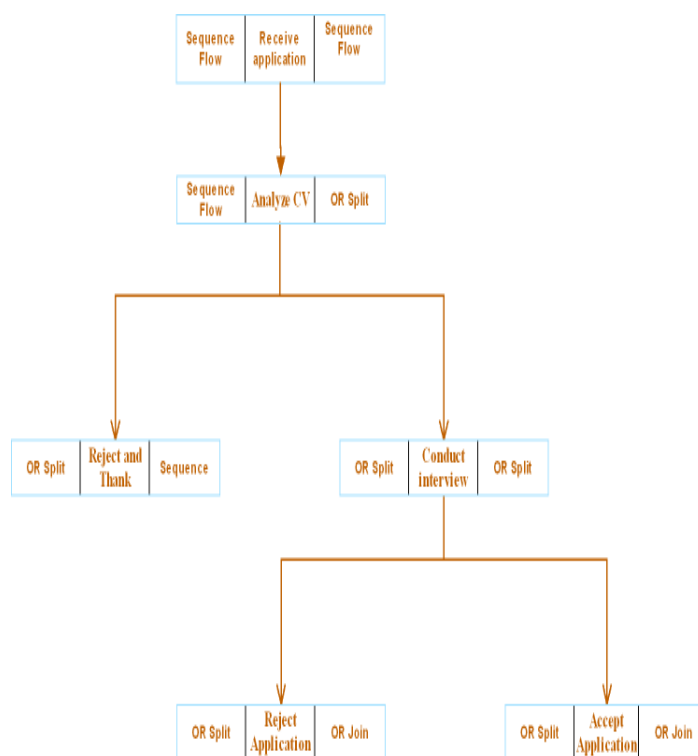 Sequence
Flow
Receive
application
Sequence
Flow
Sequence
Flow
Analyze CV
OR Split
OR Split
Reject and
Thank
Sequence
OR Split
Conduct
interview
OR Split
OR Split
Reject
Application
OR Join
OR Split
Accept
Application
OR Join